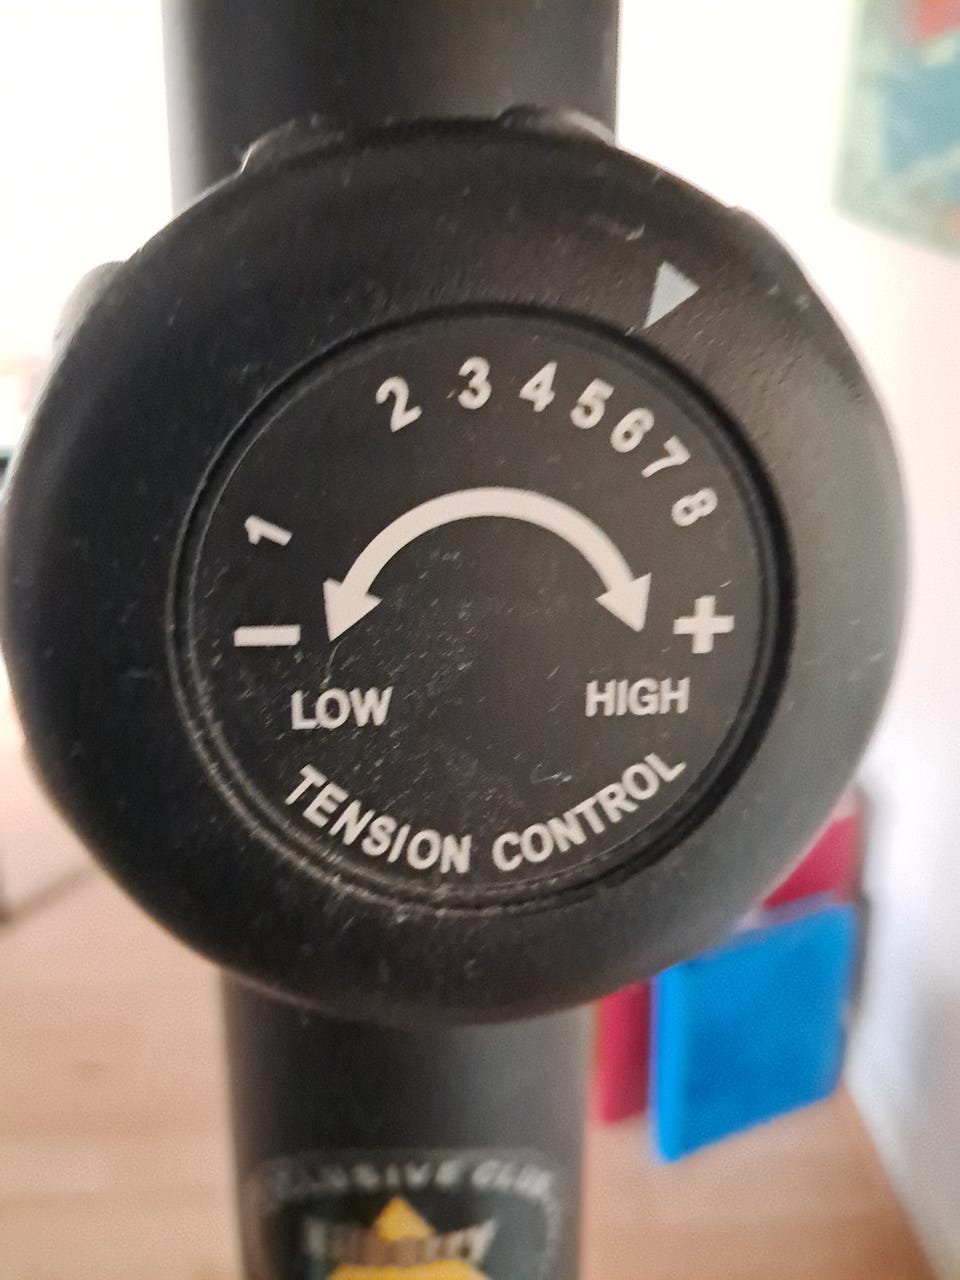 1 2 3 4 5 6 7 8
− +
LOW HIGH
TENSION CONTROL